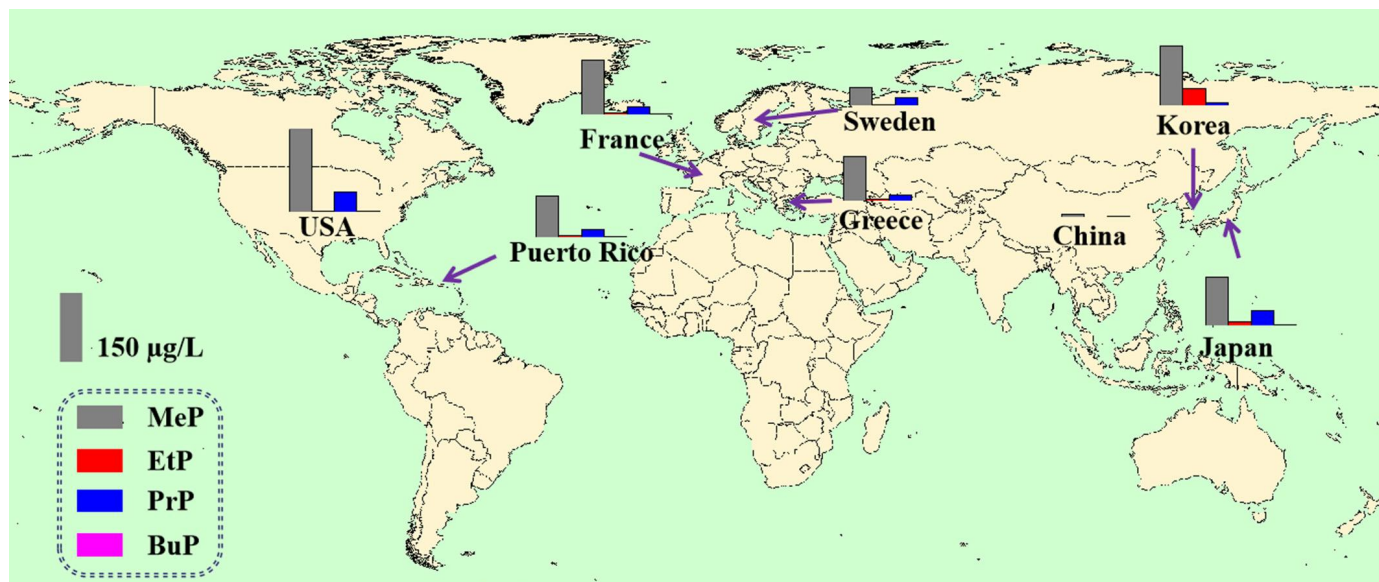 France
Sweden
Korea
USA
Puerto Rico
Greece
China
Japan
150 µg/L
MeP
EtP
PrP
BuP